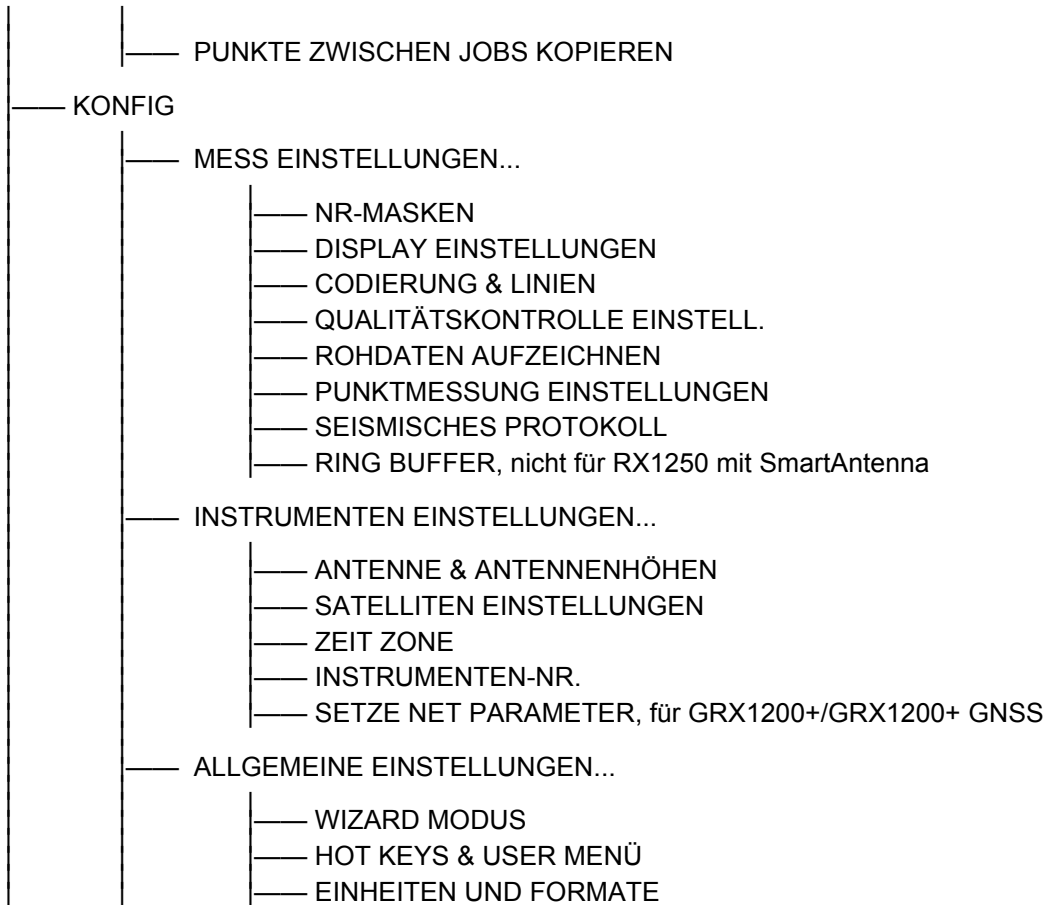 PUNKTE ZWISCHEN JOBS KOPIEREN
KONFIG
MESS EINSTELLUNGEN...
NR-MASKEN
DISPLAY EINSTELLUNGEN
CODIERUNG & LINIEN
QUALITÄTSKONTROLLE EINSTELL.
ROHDATEN AUFZEICHNEN
PUNKTMESSUNG EINSTELLUNGEN
SEISMISCHES PROTOKOLL
RING BUFFER, nicht für RX1250 mit SmartAntenna
INSTRUMENTEN EINSTELLUNGEN...
ANTENNE & ANTENNENHÖHEN
SATELLITEN EINSTELLUNGEN
ZEIT ZONE
INSTRUMENTEN-NR.
SETZE NET PARAMETER, für GRX1200+/GRX1200+ GNSS
ALLGEMEINE EINSTELLUNGEN...
WIZARD MODUS
HOT KEYS & USER MENÜ
EINHEITEN UND FORMATE